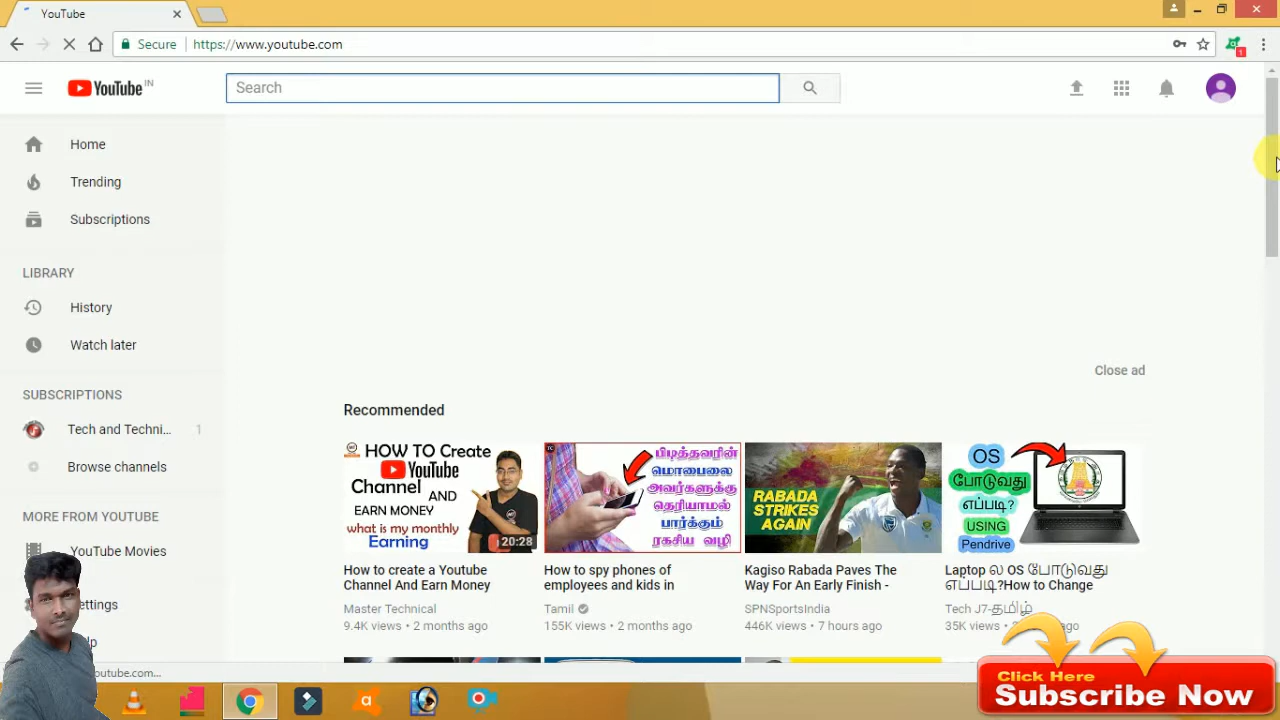 YouTube
Secure
https://www.youtube.com
1
YouTube IN
Search
Home
Trending
Subscriptions
LIBRARY
History
Watch later
SUBSCRIPTIONS
Tech and Techni... 1
Browse channels
MORE FROM YOUTUBE
YouTube Movies
ettings
lp
outube.com...
Close ad
Recommended
HOW TO Create
YouTube
Channel AND
EARN MONEY
what is my monthly
Earning
20:28
How to create a Youtube
Channel And Earn Money
Master Technical
9.4K views • 2 months ago
பிடித்தவரின்
மொபைலை
அவர்களுக்கு
தெரியாமல்
பார்க்கும்
ரகசிய வழி
How to spy phones of
employees and kids in
Tamil
155K views • 2 months ago
RABADA
STRIKES
AGAIN
Kagiso Rabada Paves The
Way For An Early Finish -
SPNSportsIndia
446K views • 7 hours ago
OS
போடுவது
எப்படி?
USING
Pendrive
Laptop ல OS போடுவது
எப்படி?How to Change
Tech J7-தமிழ்
35K views
ago
Click Here
Subscribe Now